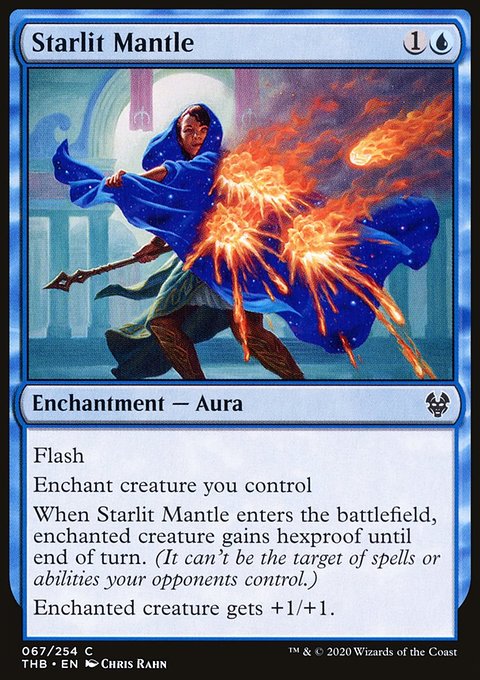 Starlit Mantle 1
Enchantment — Aura
Flash
Enchant creature you control
When Starlit Mantle enters the battlefield,
enchanted creature gains hexproof until
end of turn. (It can't be the target of spells or
abilities your opponents control.)
Enchanted creature gets +1/+1.
067/254 C
THB • EN Chris Rahn
™ & © 2020 Wizards of the Coast